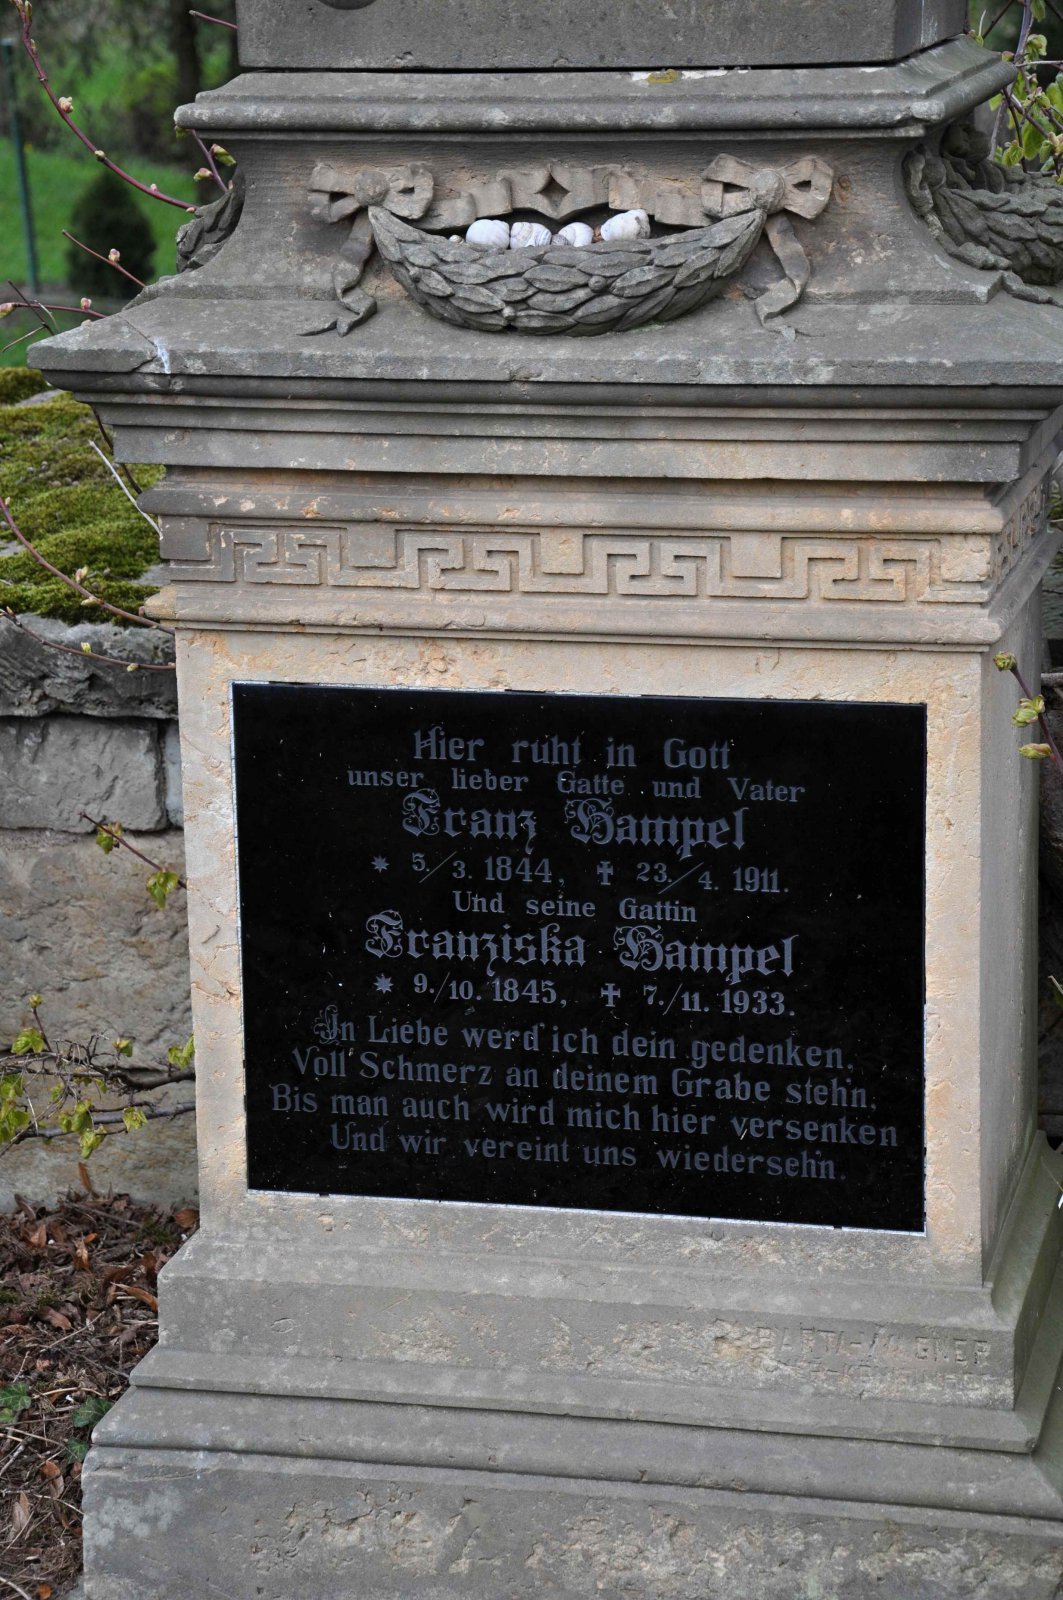 Hier ruht in Gott
unser lieber Gatte und Vater
Franz Hampel
* 5./3. 1844, ✝ 23./4. 1911.
Und seine Gattin
Franziska Hampel
* 9./10. 1845, ✝ 7./11. 1933.
In Liebe werd' ich dein gedenken,
Voll Schmerz an deinem Grabe steh'n,
Bis man auch wird mich hier versenken
Und wir vereint uns wiederseh'n.